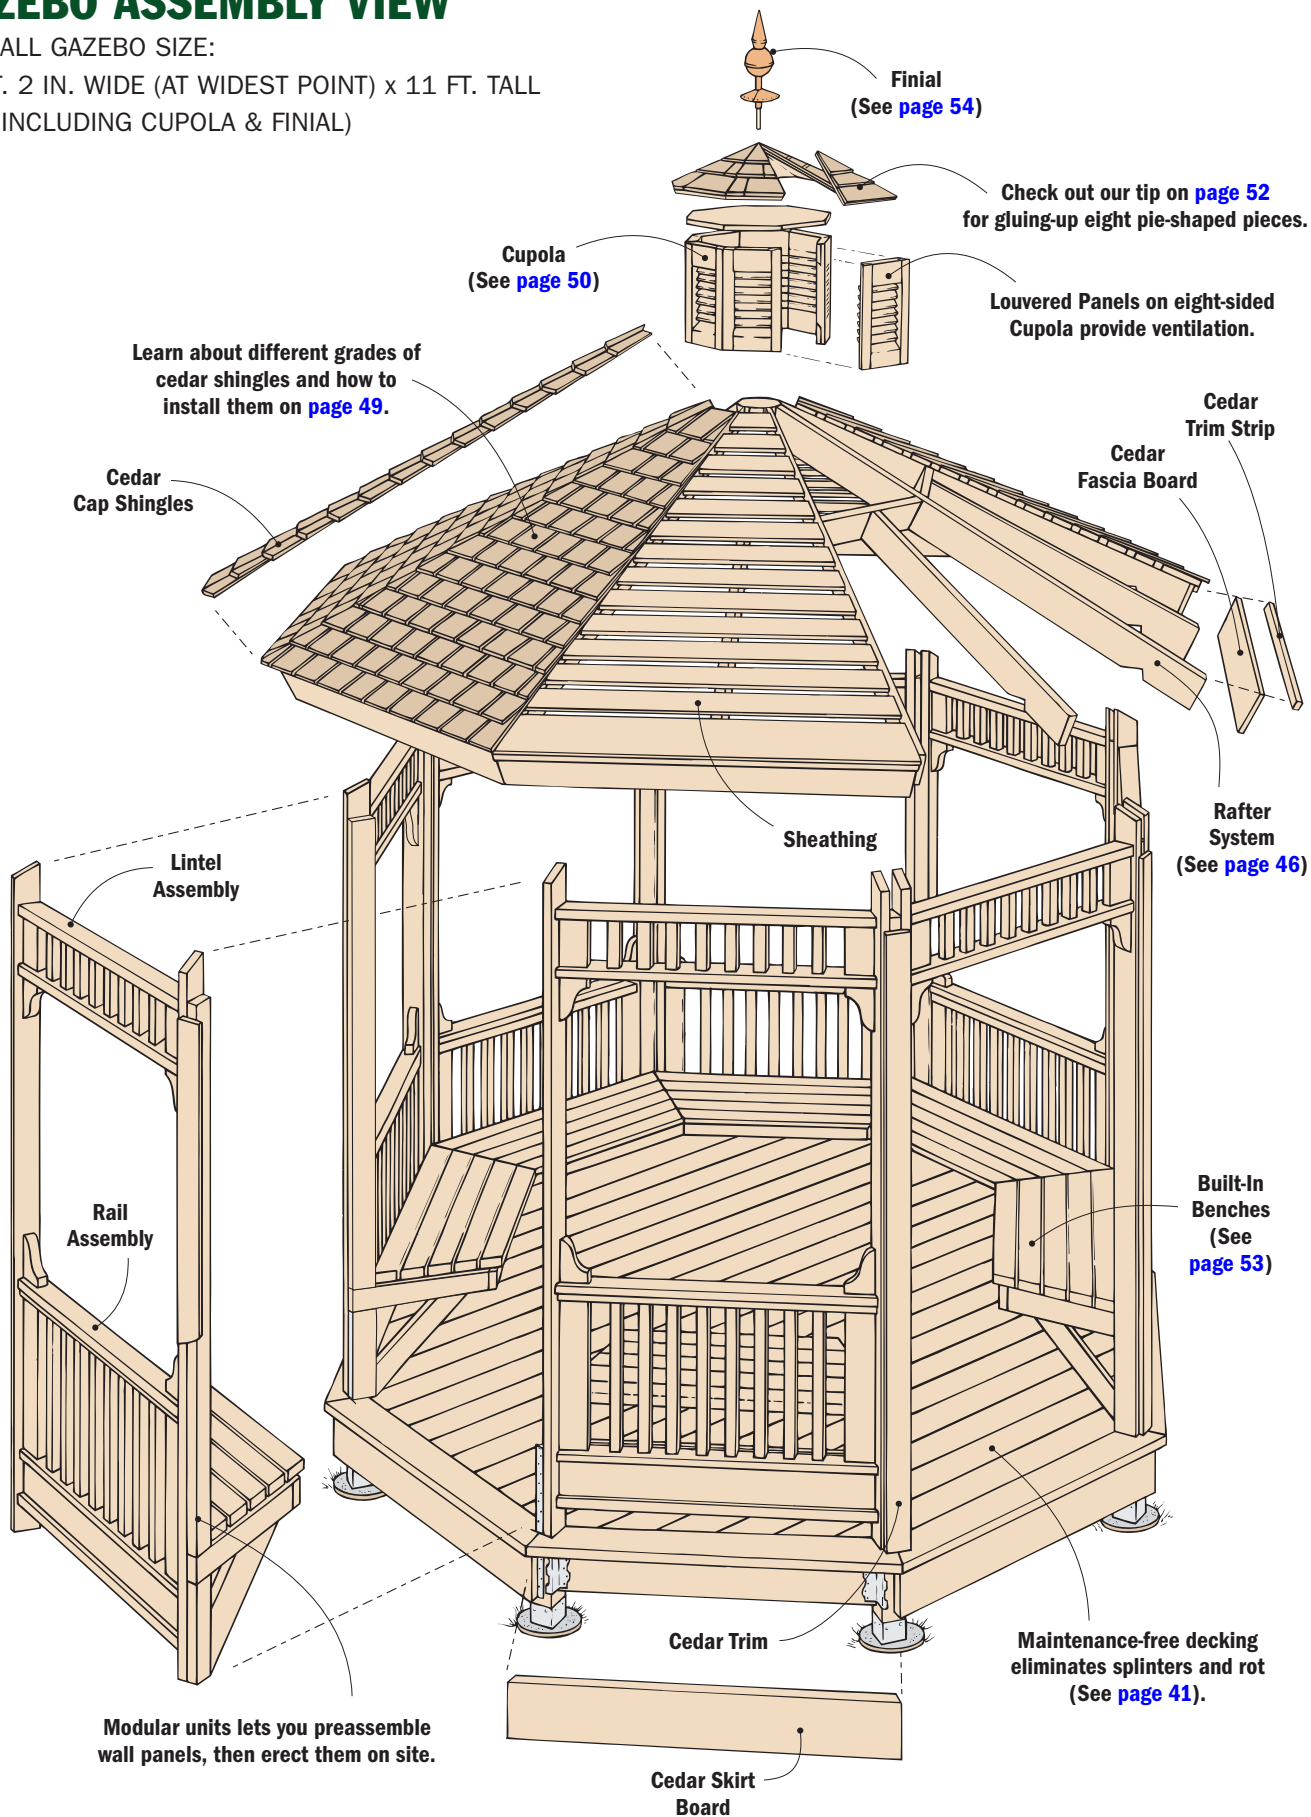 ZEBO ASSEMBLY VIEW
ALL GAZEBO SIZE:
. 2 IN. WIDE (AT WIDEST POINT) x 11 FT. TALL
INCLUDING CUPOLA & FINIAL)
Finial
(See page 54)
Check out our tip on page 52
for gluing-up eight pie-shaped pieces.
Cupola
(See page 50)
Louvered Panels on eight-sided
Cupola provide ventilation.
Learn about different grades of
cedar shingles and how to
install them on page 49.
Cedar
Trim Strip
Cedar
Fascia Board
Cedar
Cap Shingles
Sheathing
Rafter
System
(See page 46)
Lintel
Assembly
Rail
Assembly
Built-In
Benches
(See
page 53)
Cedar Trim
Maintenance-free decking
eliminates splinters and rot
(See page 41).
Modular units lets you preassemble
wall panels, then erect them on site.
Cedar Skirt
Board